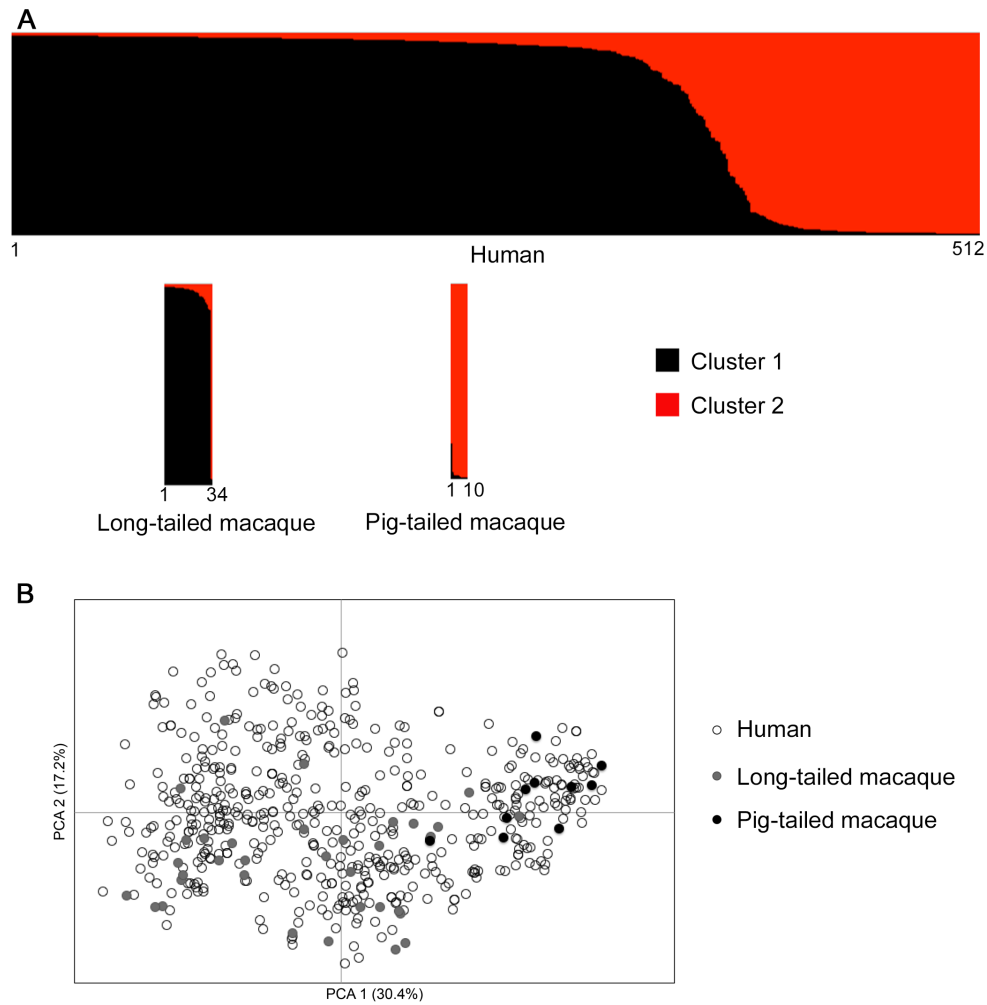 A
1 512
Human
Cluster 1
Cluster 2
1 34
1 10
Long-tailed macaque
Pig-tailed macaque
B
PCA 2 (17.2%)
PCA 1 (30.4%)
Human
Long-tailed macaque
Pig-tailed macaque